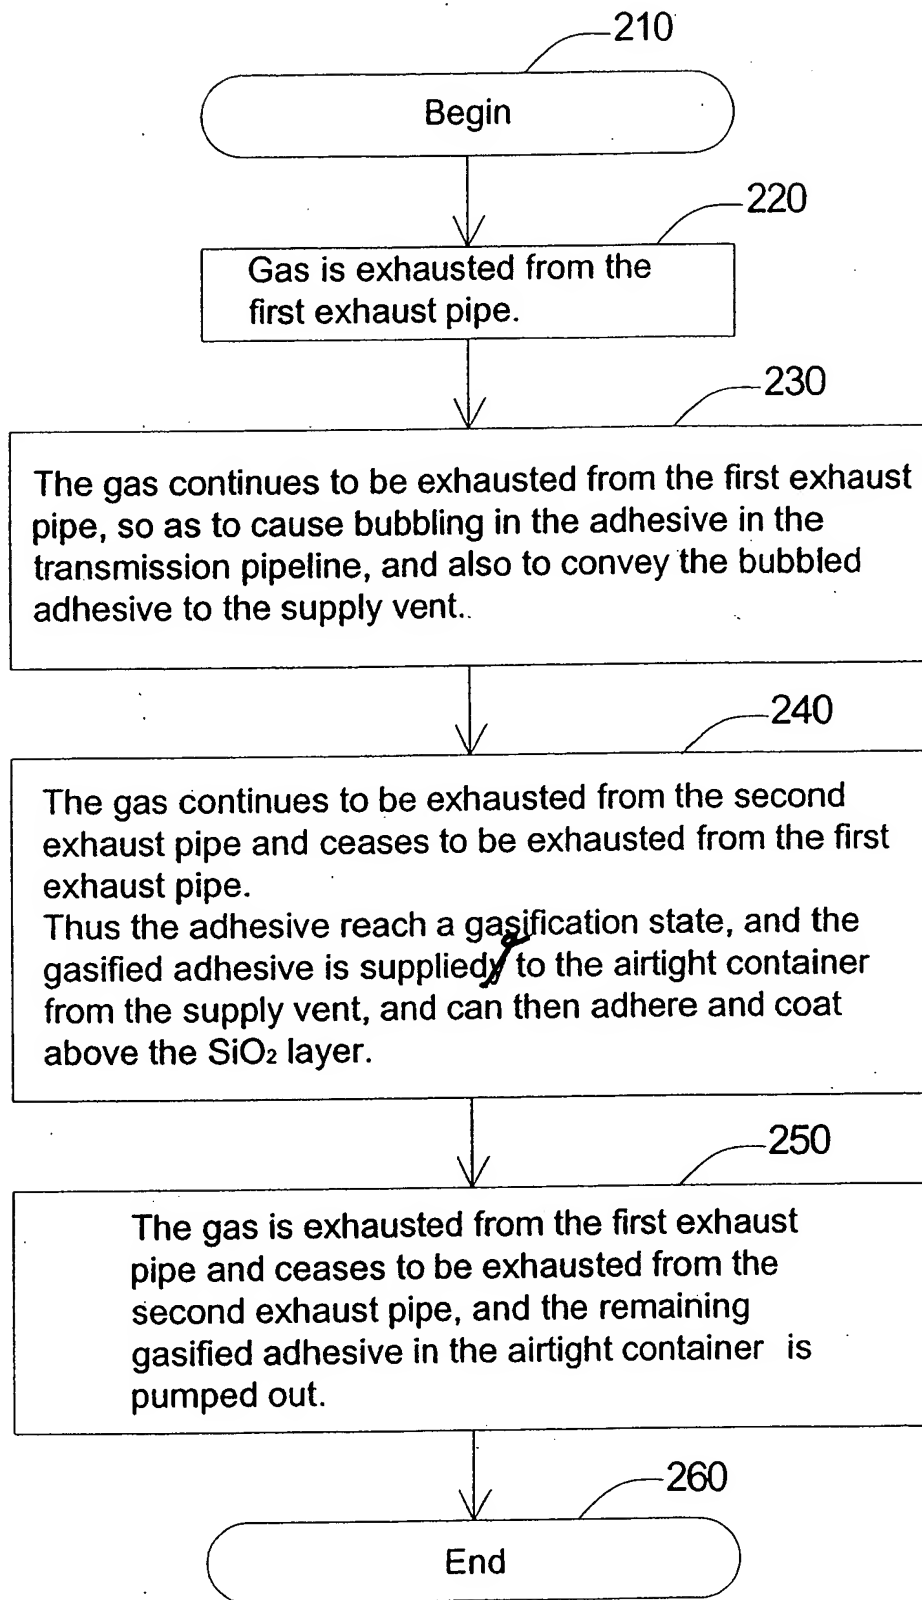 210
Begin
220
Gas is exhausted from the
first exhaust pipe.
230
The gas continues to be exhausted from the first exhaust
pipe, so as to cause bubbling in the adhesive in the
transmission pipeline, and also to convey the bubbled
adhesive to the supply vent.
240
The gas continues to be exhausted from the second
exhaust pipe and ceases to be exhausted from the first
exhaust pipe.
Thus the adhesive reach a gasification state, and the
gasified adhesive is supplied to the airtight container
from the supply vent, and can then adhere and coat
above the SiO₂ layer.
250
The gas is exhausted from the first exhaust
pipe and ceases to be exhausted from the
second exhaust pipe, and the remaining
gasified adhesive in the airtight container is
pumped out.
260
End